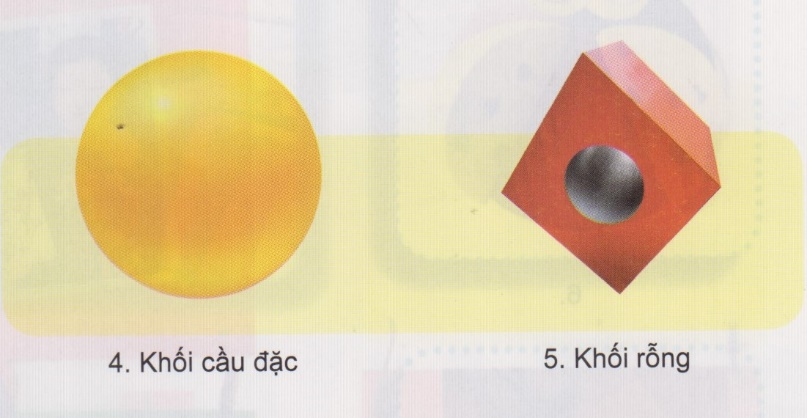 4. Khối cầu đặc
5. Khối rỗng